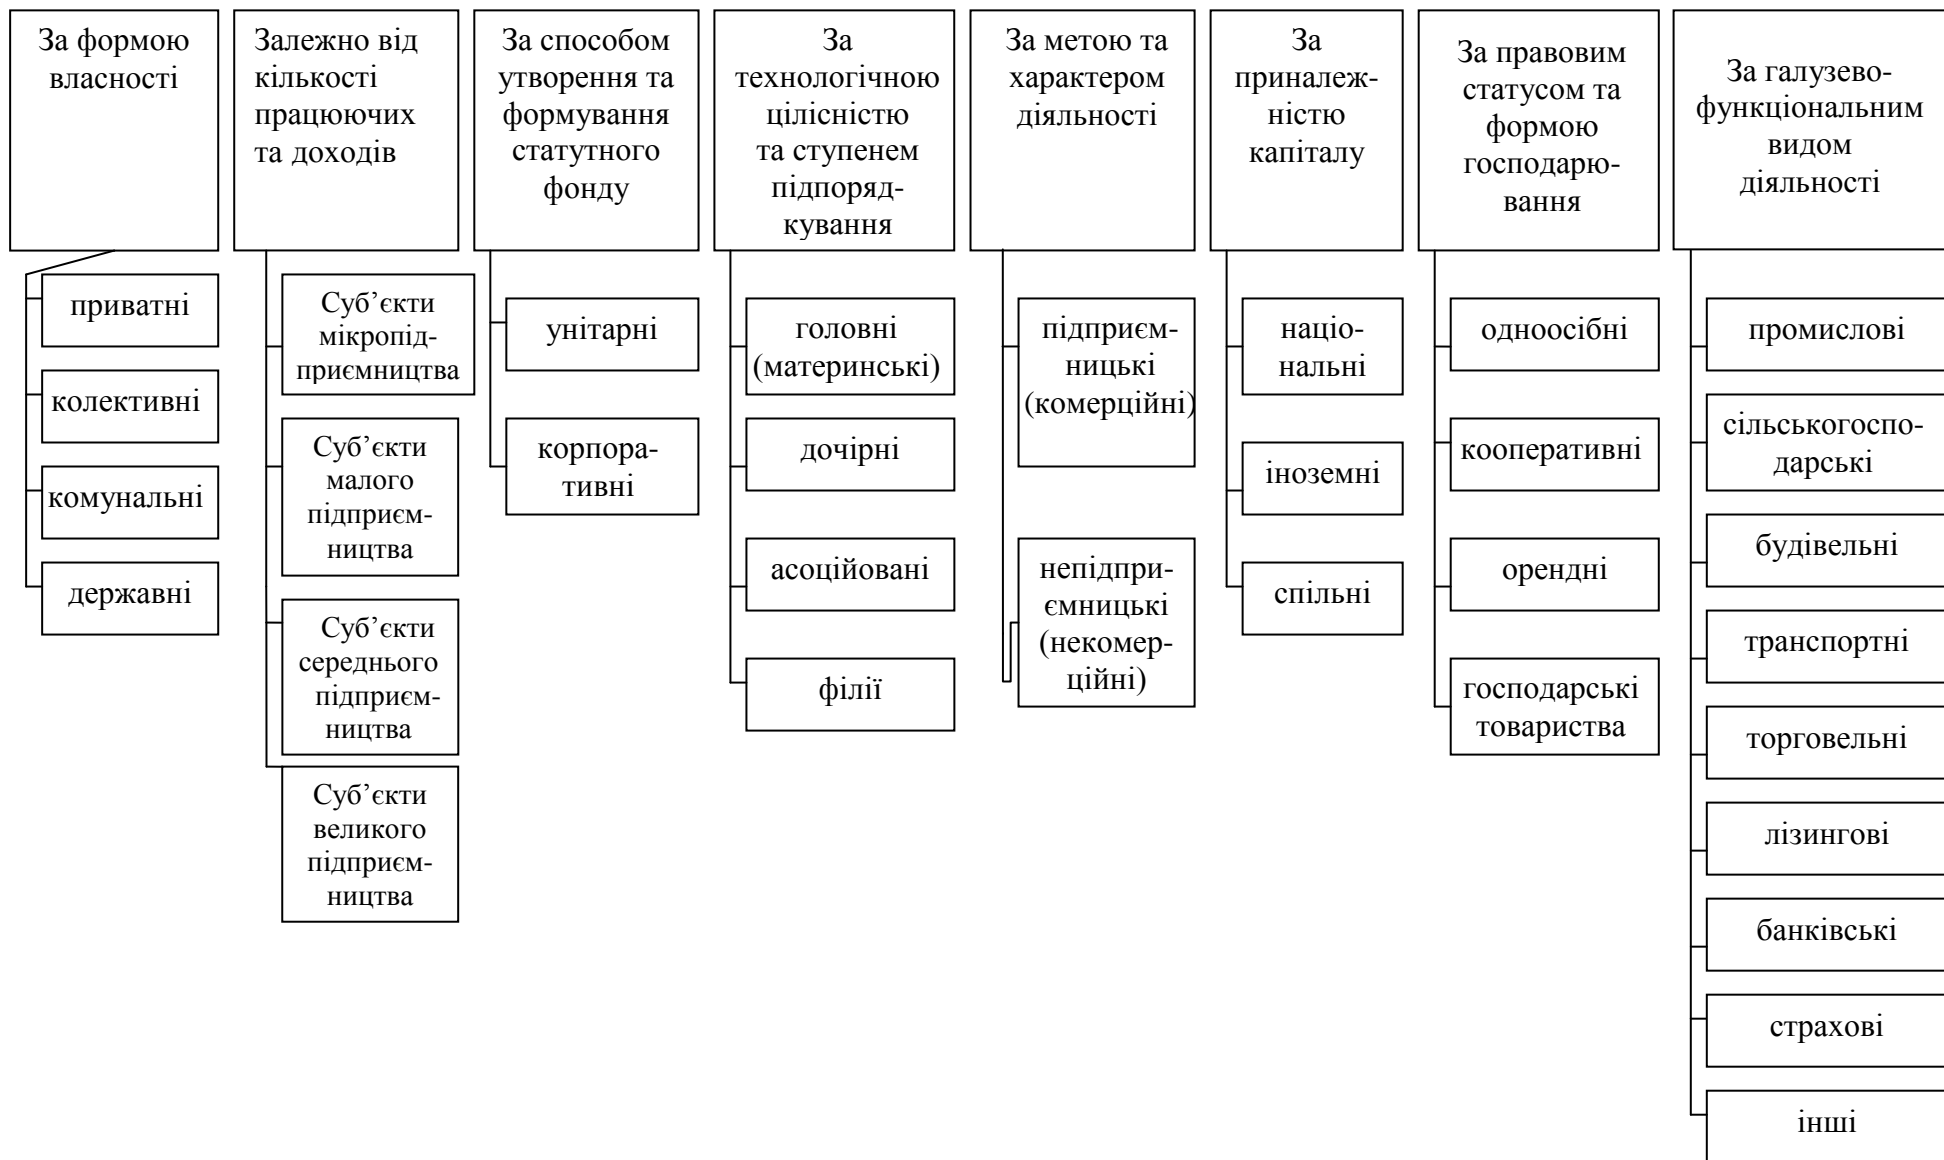 За формою
власності
приватні
колективні
комунальні
державні
Залежно від
кількості
працюючих
та доходів
Суб’єкти
мікропід-
приємництва
Суб’єкти
малого
підприєм-
ництва
Суб’єкти
середнього
підприєм-
ництва
Суб’єкти
великого
підприєм-
ництва
За способом
утворення та
формування
статутного
фонду
унітарні
корпора-
тивні
За
технологічною
цілісністю
та ступенем
підпоряд-
кування
головні
(материнські)
дочірні
асоційовані
філії
За метою та
характером
діяльності
підприєм-
ницькі
(комерційні)
непідпри-
ємницькі
(некомер-
ційні)
За
приналеж-
ністю
капіталу
націо-
нальні
іноземні
спільні
За правовим
статусом та
формою
господарю-
вання
одноосібні
кооперативні
орендні
господарські
товариства
За галузево-
функціональним
видом
діяльності
промислові
сільськогоспо-
дарські
будівельні
транспортні
торговельні
лізингові
банківські
страхові
інші